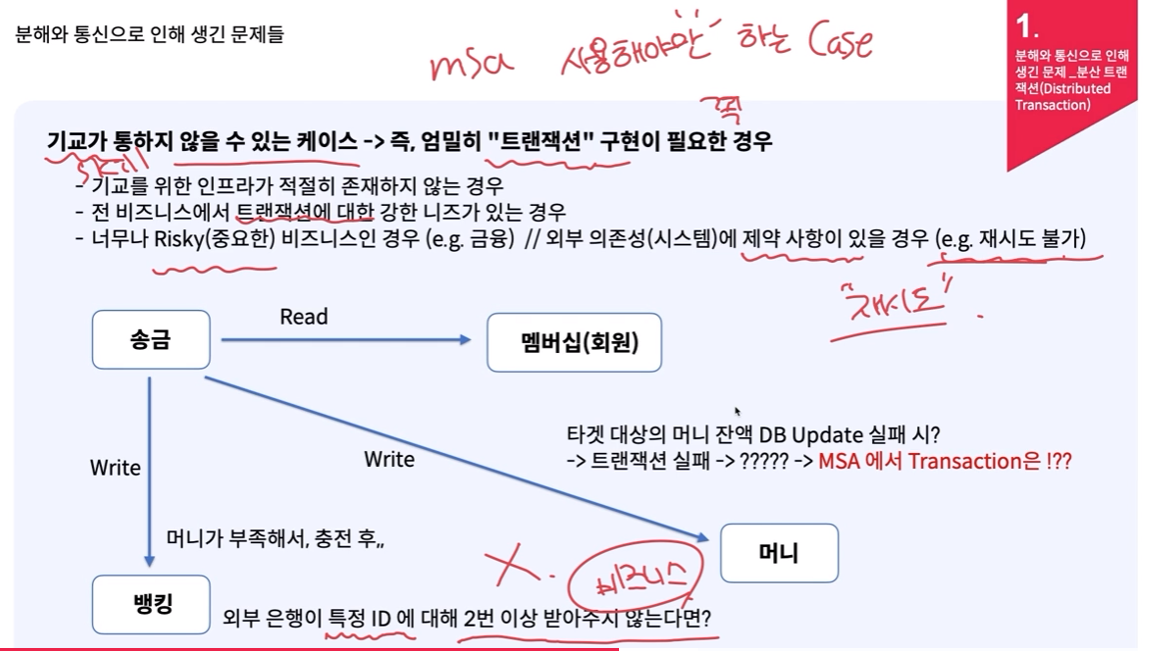 분해와 통신으로 인해 생긴 문제들
msa 사용해야만 하는 Case
1.
분해와 통신으로 인해
생긴 문제 _분산 트랜
잭션(Distributed
Transaction)
꼭
기교가 통하지 않을 수 있는 케이스 -> 즉, 엄밀히 "트랜잭션" 구현이 필요한 경우
skill
- 기교를 위한 인프라가 적절히 존재하지 않는 경우
- 전 비즈니스에서 트랜잭션에 대한 강한 니즈가 있는 경우
- 너무나 Risky(중요한) 비즈니스인 경우 (e.g. 금융) // 외부 의존성(시스템)에 제약 사항이 있을 경우 (e.g. 재시도 불가)
"재시도".
송금
Read
멤버십(회원)
타겟 대상의 머니 잔액 DB Update 실패 시?
-> 트랜잭션 실패 -> ????? -> MSA 에서 Transaction은 !??
Write
Write
머니가 부족해서, 충전 후,,
머니
X. 비즈니스
뱅킹
외부 은행이 특정 ID 에 대해 2번 이상 받아주지 않는다면?